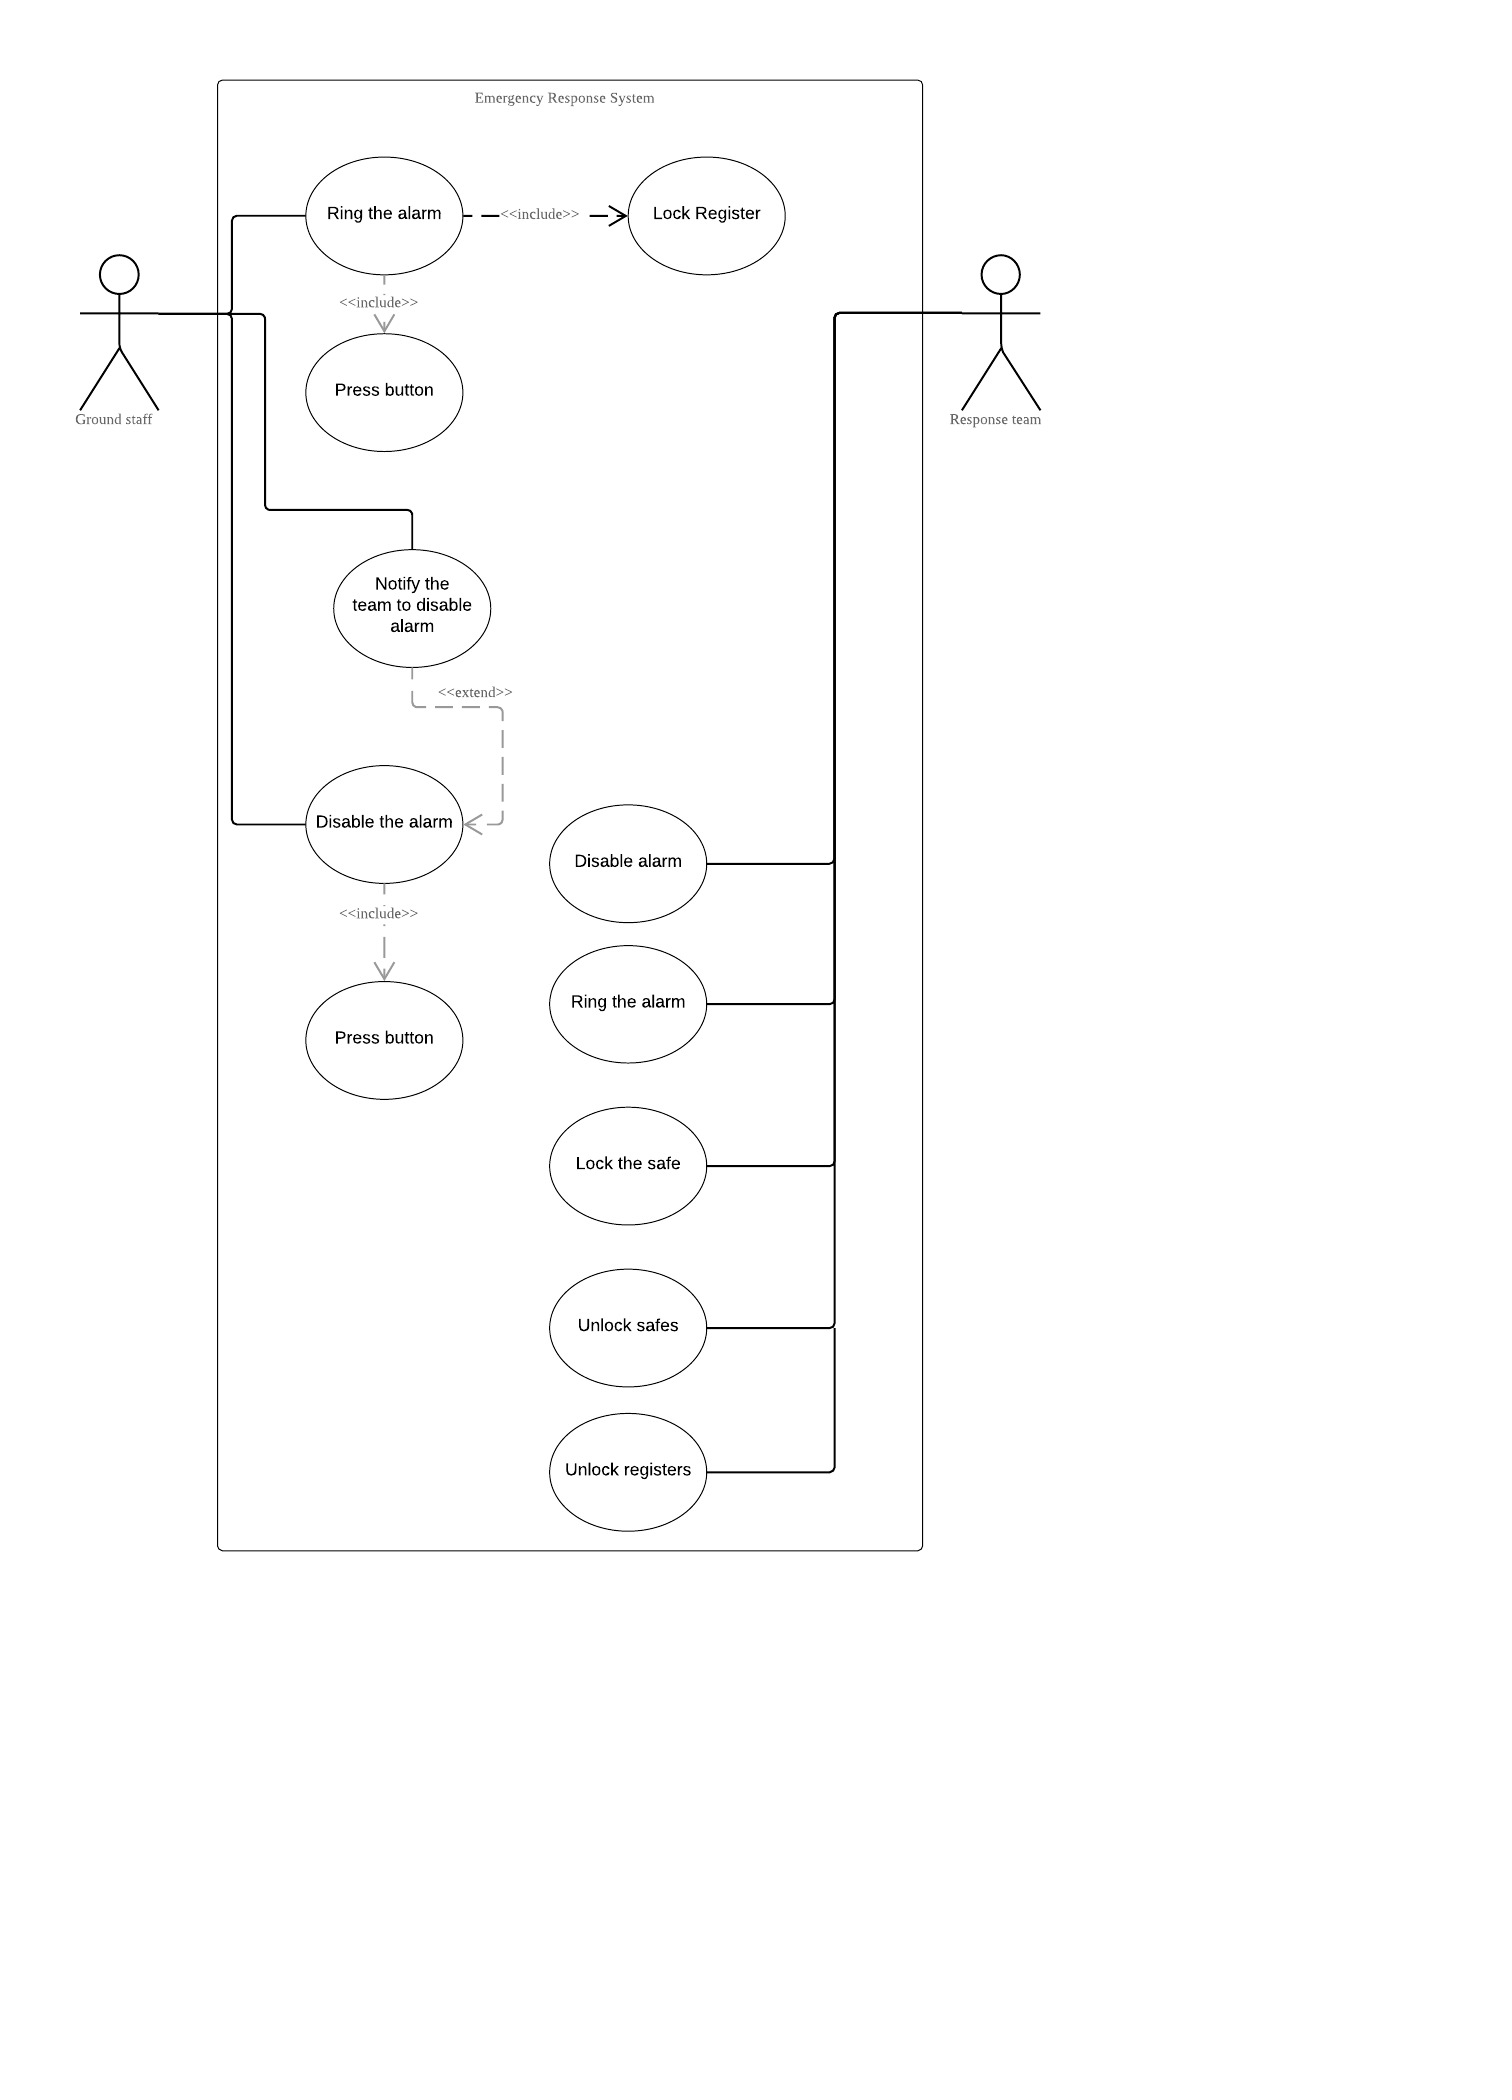 Emergency Response System
Ring the alarm
<<include>>
Lock Register
<<include>>
Press button
Ground staff
Response team
Notify the
team to disable
alarm
<<extend>>
Disable the alarm
Disable alarm
<<include>>
Ring the alarm
Press button
Lock the safe
Unlock safes
Unlock registers